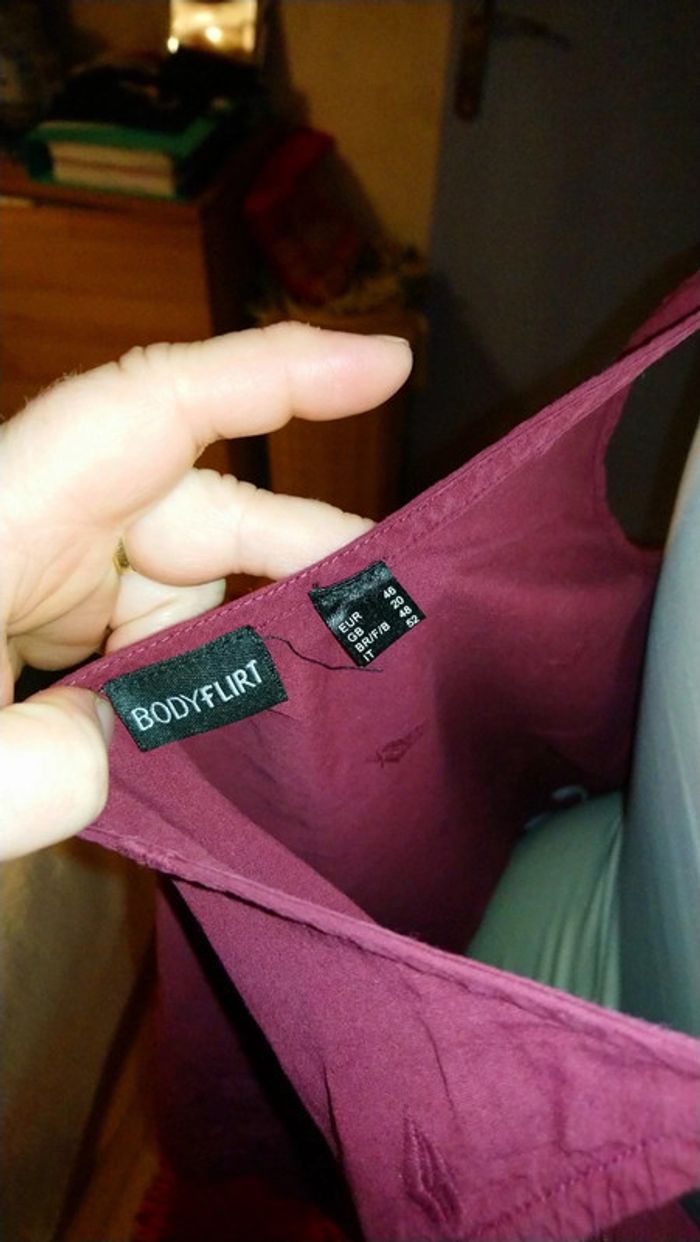 BODYFLIRT
EUR 46
GB 20
BR/F/B 48
IT 52